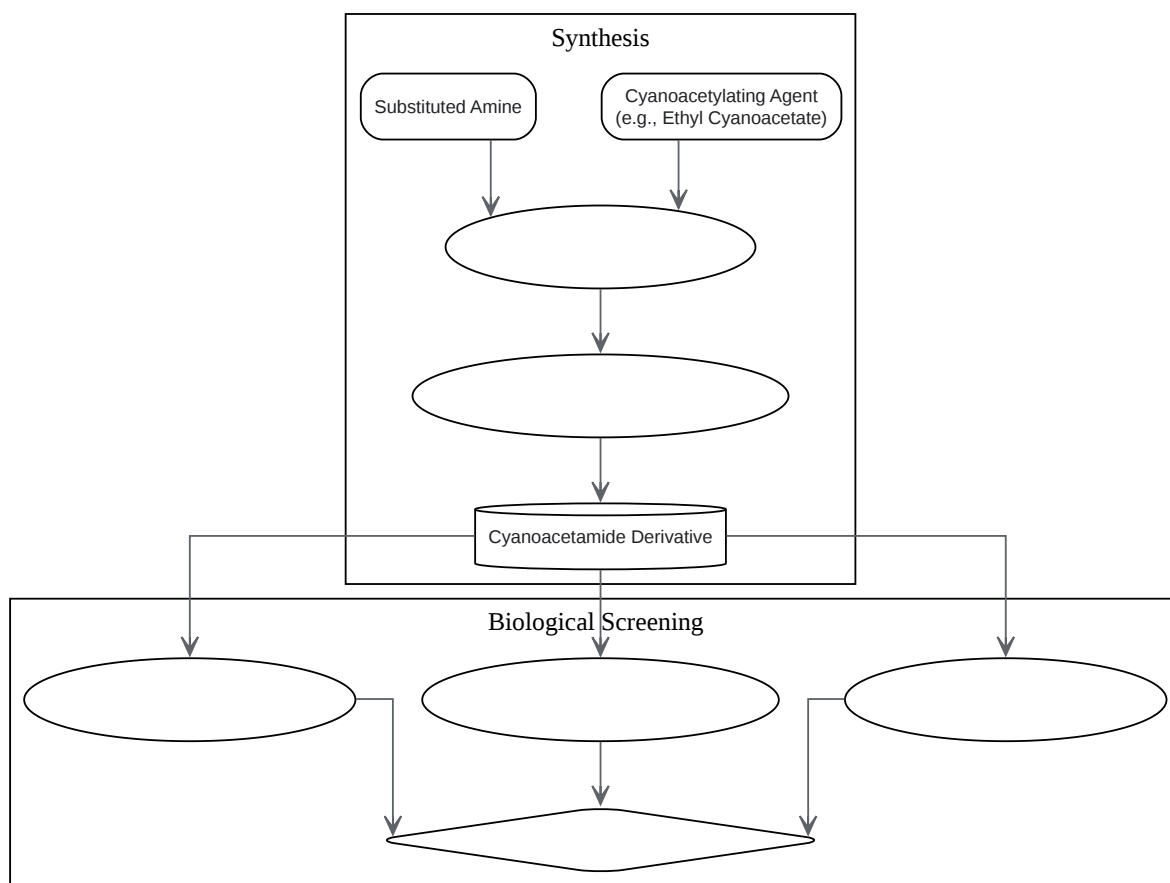 Synthesis
Substituted Amine
Cyanoacetylating Agent
(e.g., Ethyl Cyanoacetate)
Cyanoacetamide Derivative
Biological Screening